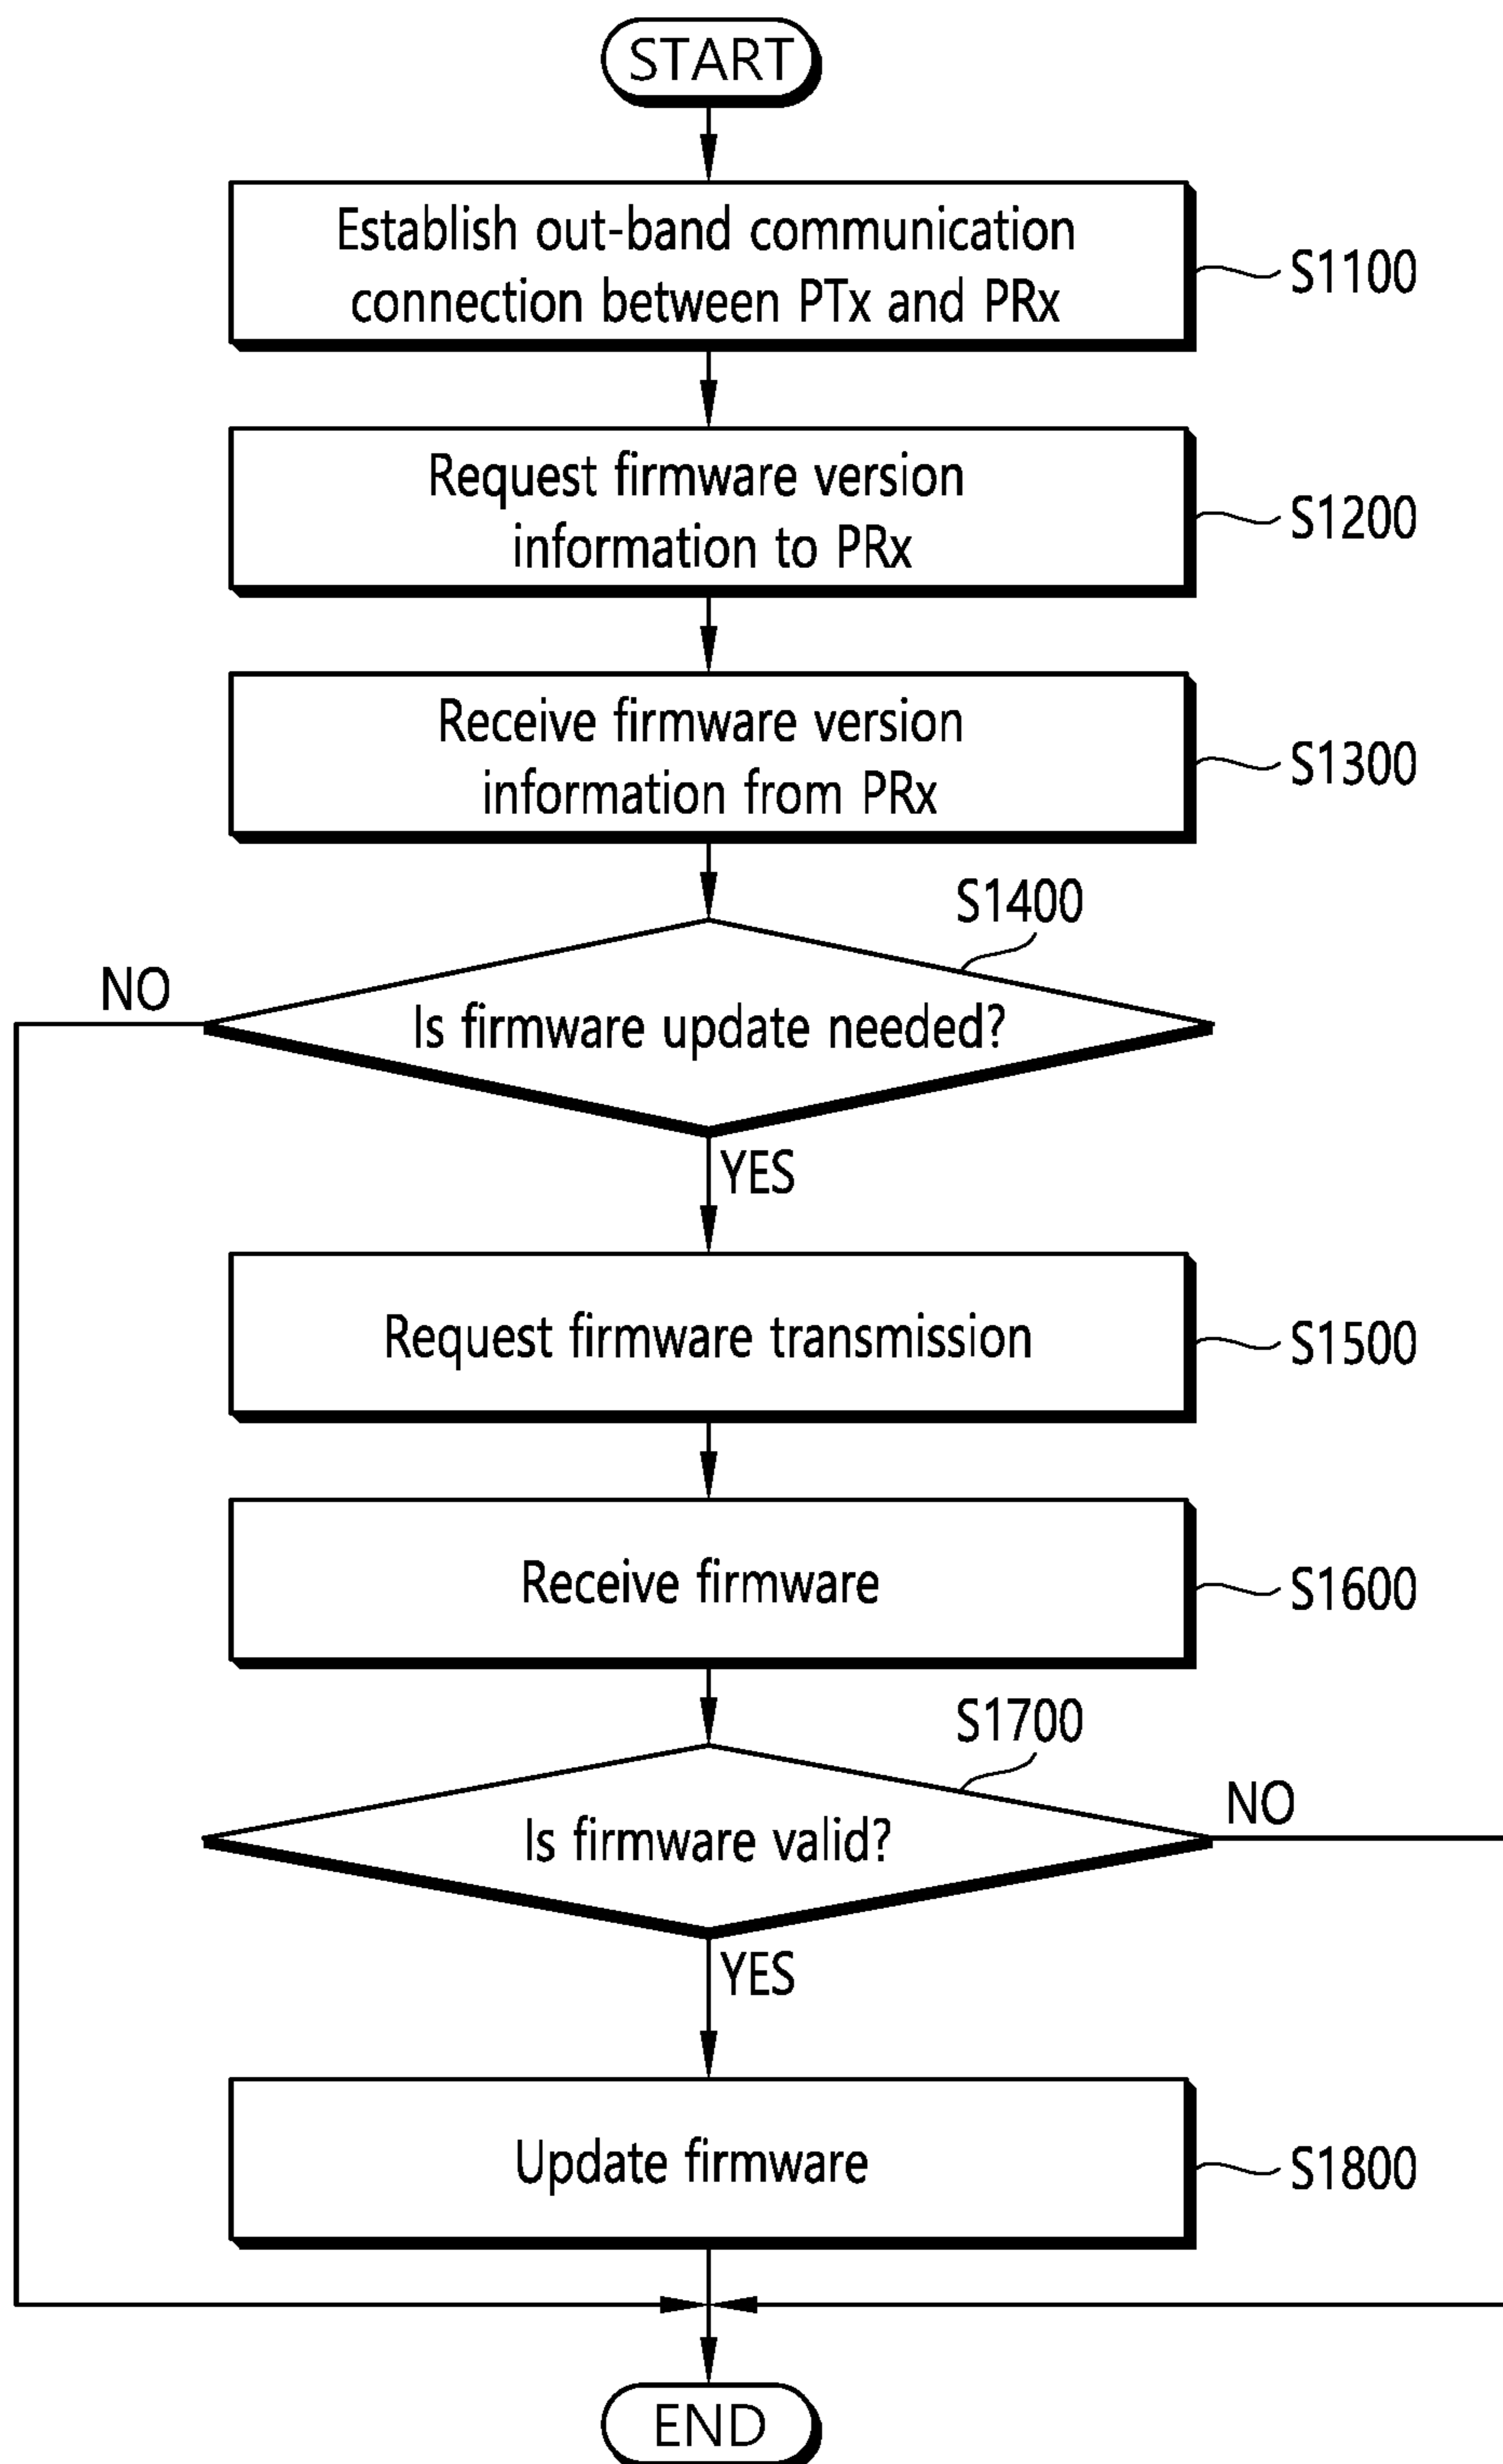 START
Establish out-band communication
connection between PTx and PRx
S1100
Request firmware version
information to PRx
S1200
Receive firmware version
information from PRx
S1300
S1400
NO
Is firmware update needed?
YES
Request firmware transmission
S1500
Receive firmware
S1600
S1700
NO
Is firmware valid?
YES
Update firmware
S1800
END